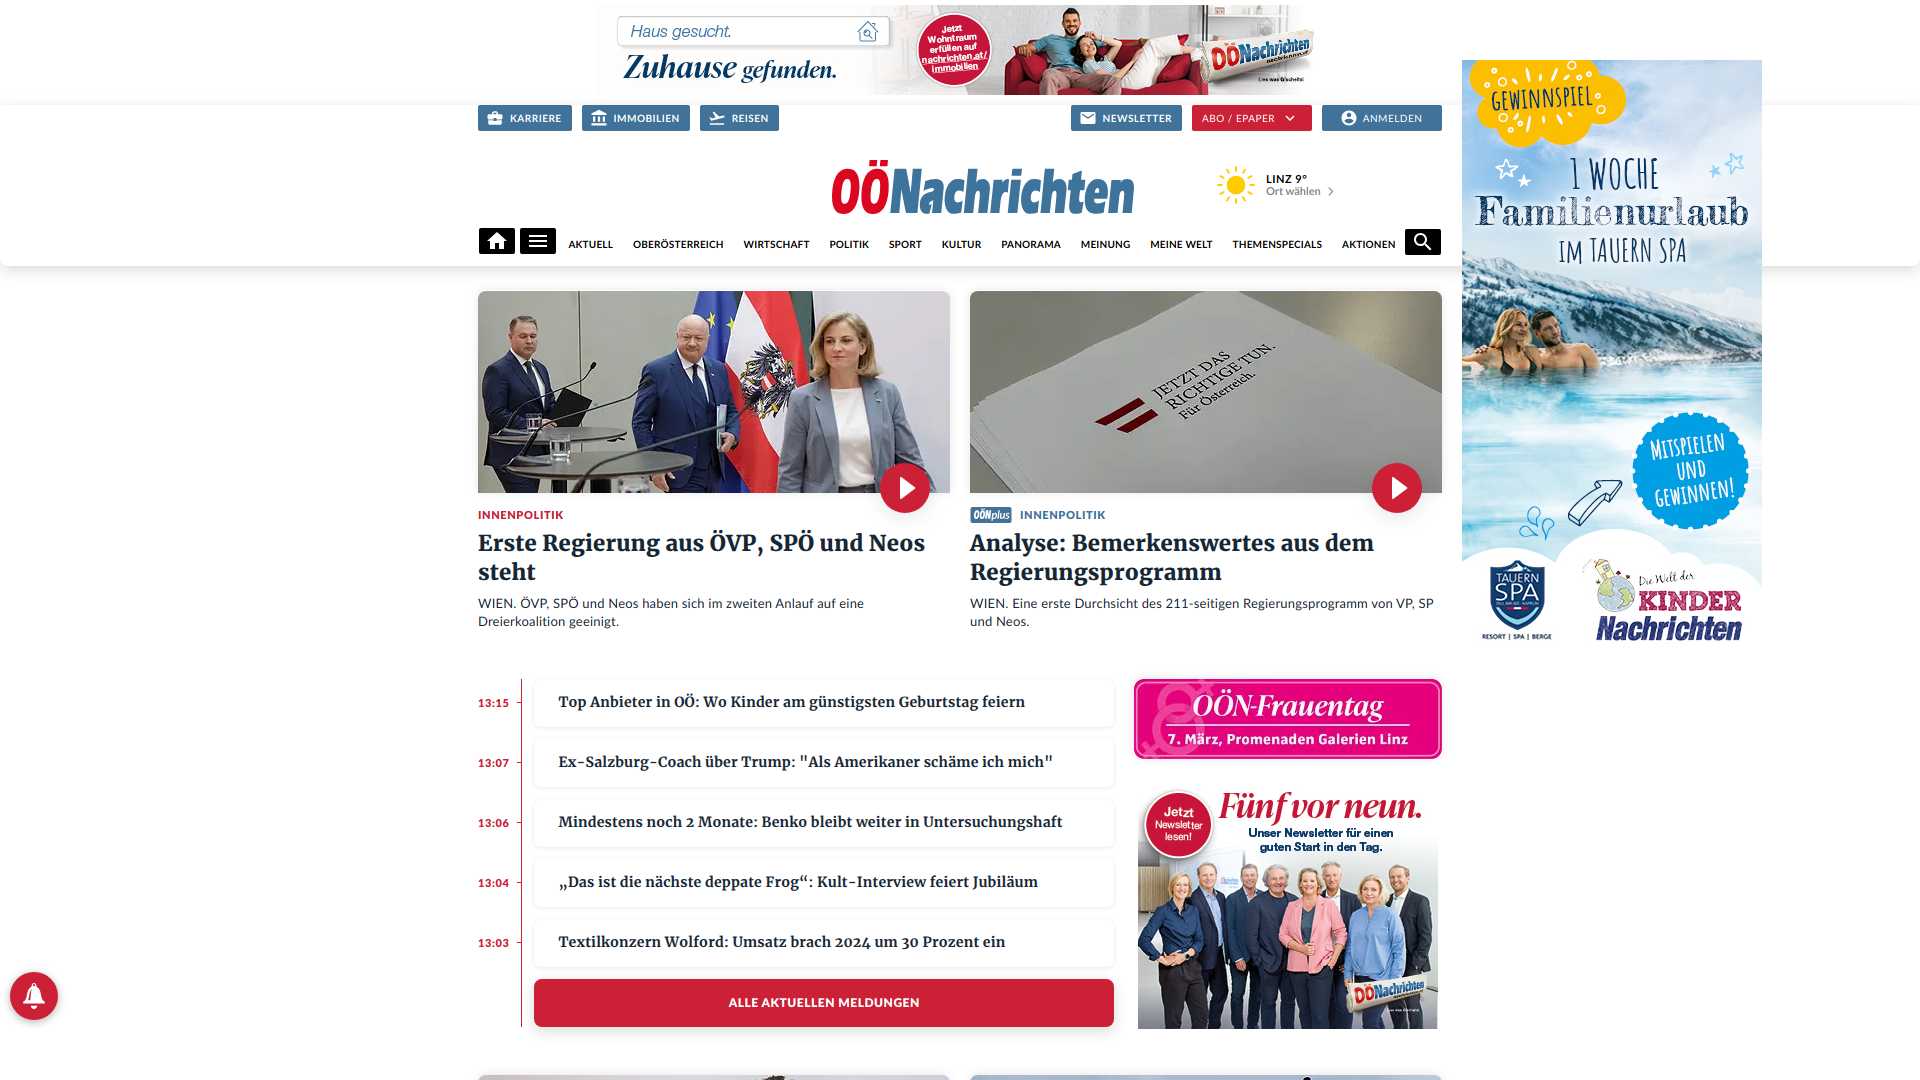 Haus gesucht.
Zuhause gefunden.
Jetzt
Wohntraum
erfüllen auf
nachrichten.at/
immobilien
OÖNachrichten
Lies was G'scheits!
KARRIERE
IMMOBILIEN
REISEN
NEWSLETTER
ABO / EPAPER
ANMELDEN
OÖNachrichten
LINZ 9°
Ort wählen
AKTUELL
OBERÖSTERREICH
WIRTSCHAFT
POLITIK
SPORT
KULTUR
PANORAMA
MEINUNG
MEINE WELT
THEMENSPECIALS
AKTIONEN
GEWINNSPIEL
1 WOCHE
Familienurlaub
IM TAUERN SPA
MITSPIELEN
UND
GEWINNEN!
TAUERN
SPA
RESORT | SPA | BERGE
Die Welt der
KINDER
Nachrichten
JETZT DAS
RICHTIGE TUN.
Für Österreich.
INNENPOLITIK
Erste Regierung aus ÖVP, SPÖ und Neos
steht
WIEN. ÖVP, SPÖ und Neos haben sich im zweiten Anlauf auf eine
Dreierkoalition geeinigt.
OÖNplus INNENPOLITIK
Analyse: Bemerkenswertes aus dem
Regierungsprogramm
WIEN. Eine erste Durchsicht des 211-seitigen Regierungsprogramm von VP, SP
und Neos.
13:15 Top Anbieter in OÖ: Wo Kinder am günstigsten Geburtstag feiern
13:07 Ex-Salzburg-Coach über Trump: "Als Amerikaner schäme ich mich"
13:06 Mindestens noch 2 Monate: Benko bleibt weiter in Untersuchungshaft
13:04 „Das ist die nächste deppate Frog“: Kult-Interview feiert Jubiläum
13:03 Textilkonzern Wolford: Umsatz brach 2024 um 30 Prozent ein
ALLE AKTUELLEN MELDUNGEN
OÖN-Frauentag
7. März, Promenaden Galerien Linz
Jetzt
Newsletter
lesen!
Fünf vor neun.
Unser Newsletter für einen
guten Start in den Tag.
OÖNachrichten